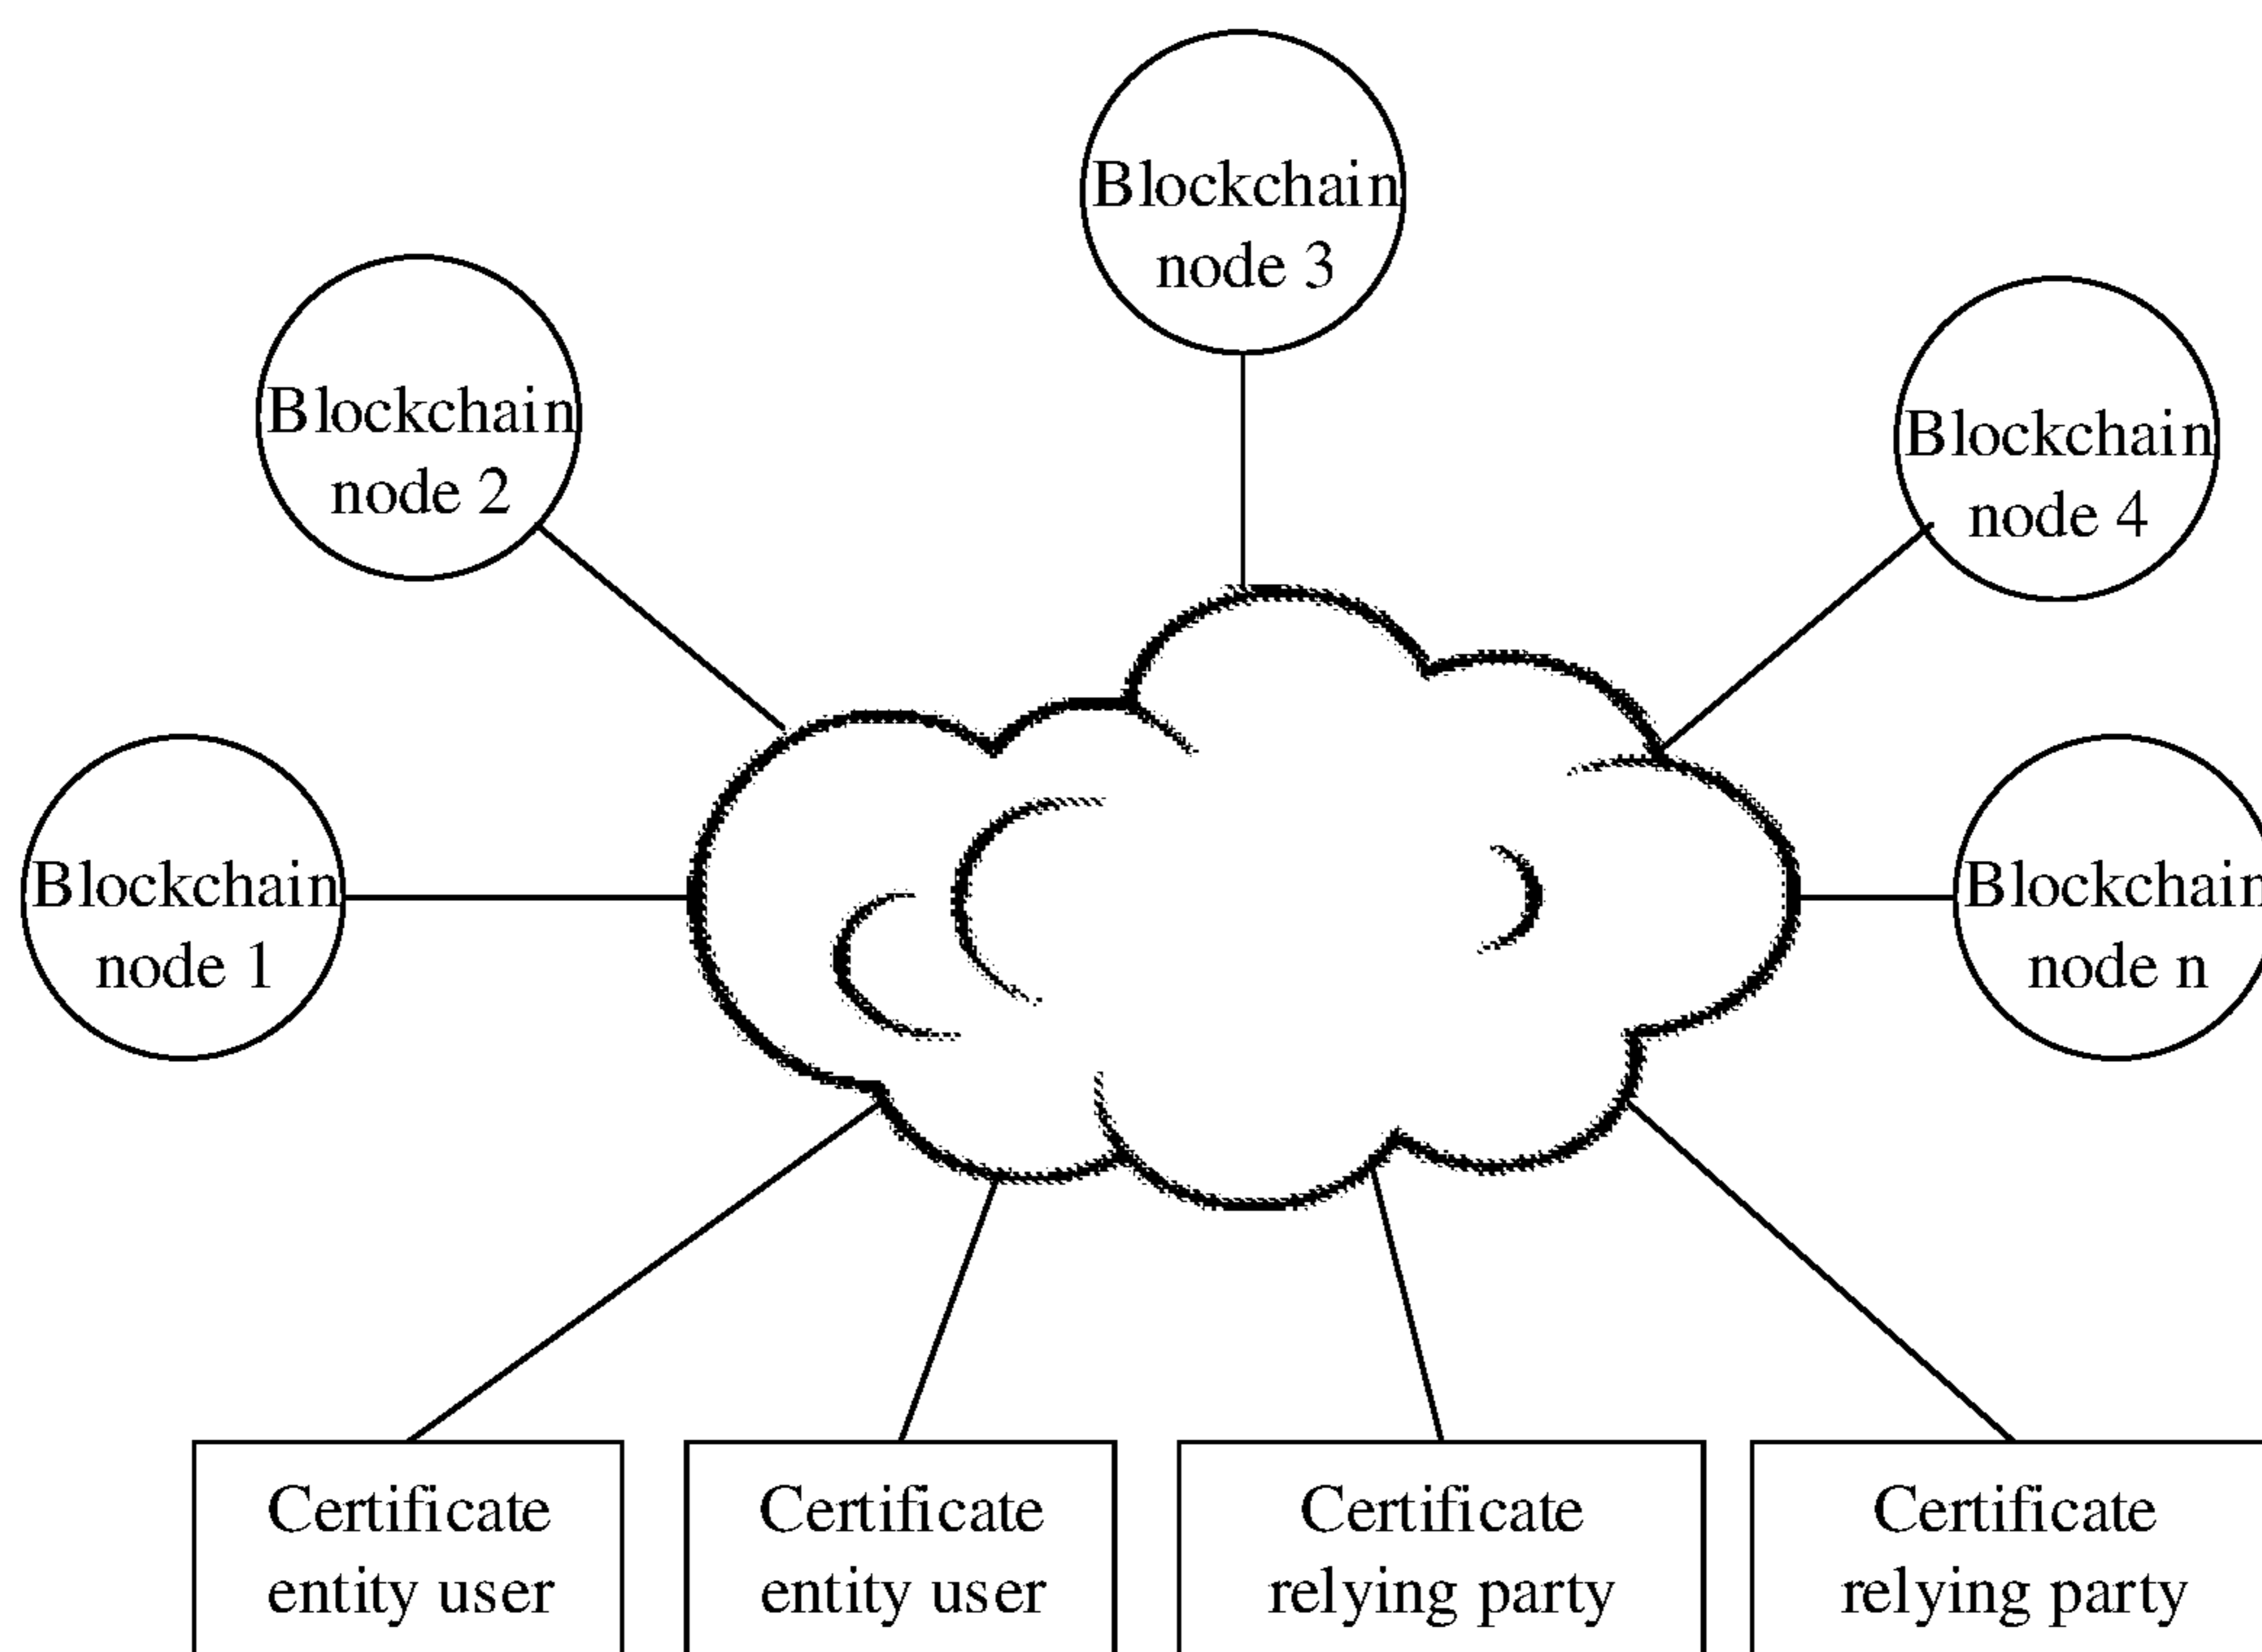 Blockchain
node 3
Blockchain
node 2
Blockchain
node 4
Blockchain
node 1
Blockchain
node n
Certificate
entity user
Certificate
entity user
Certificate
relying party
Certificate
relying party